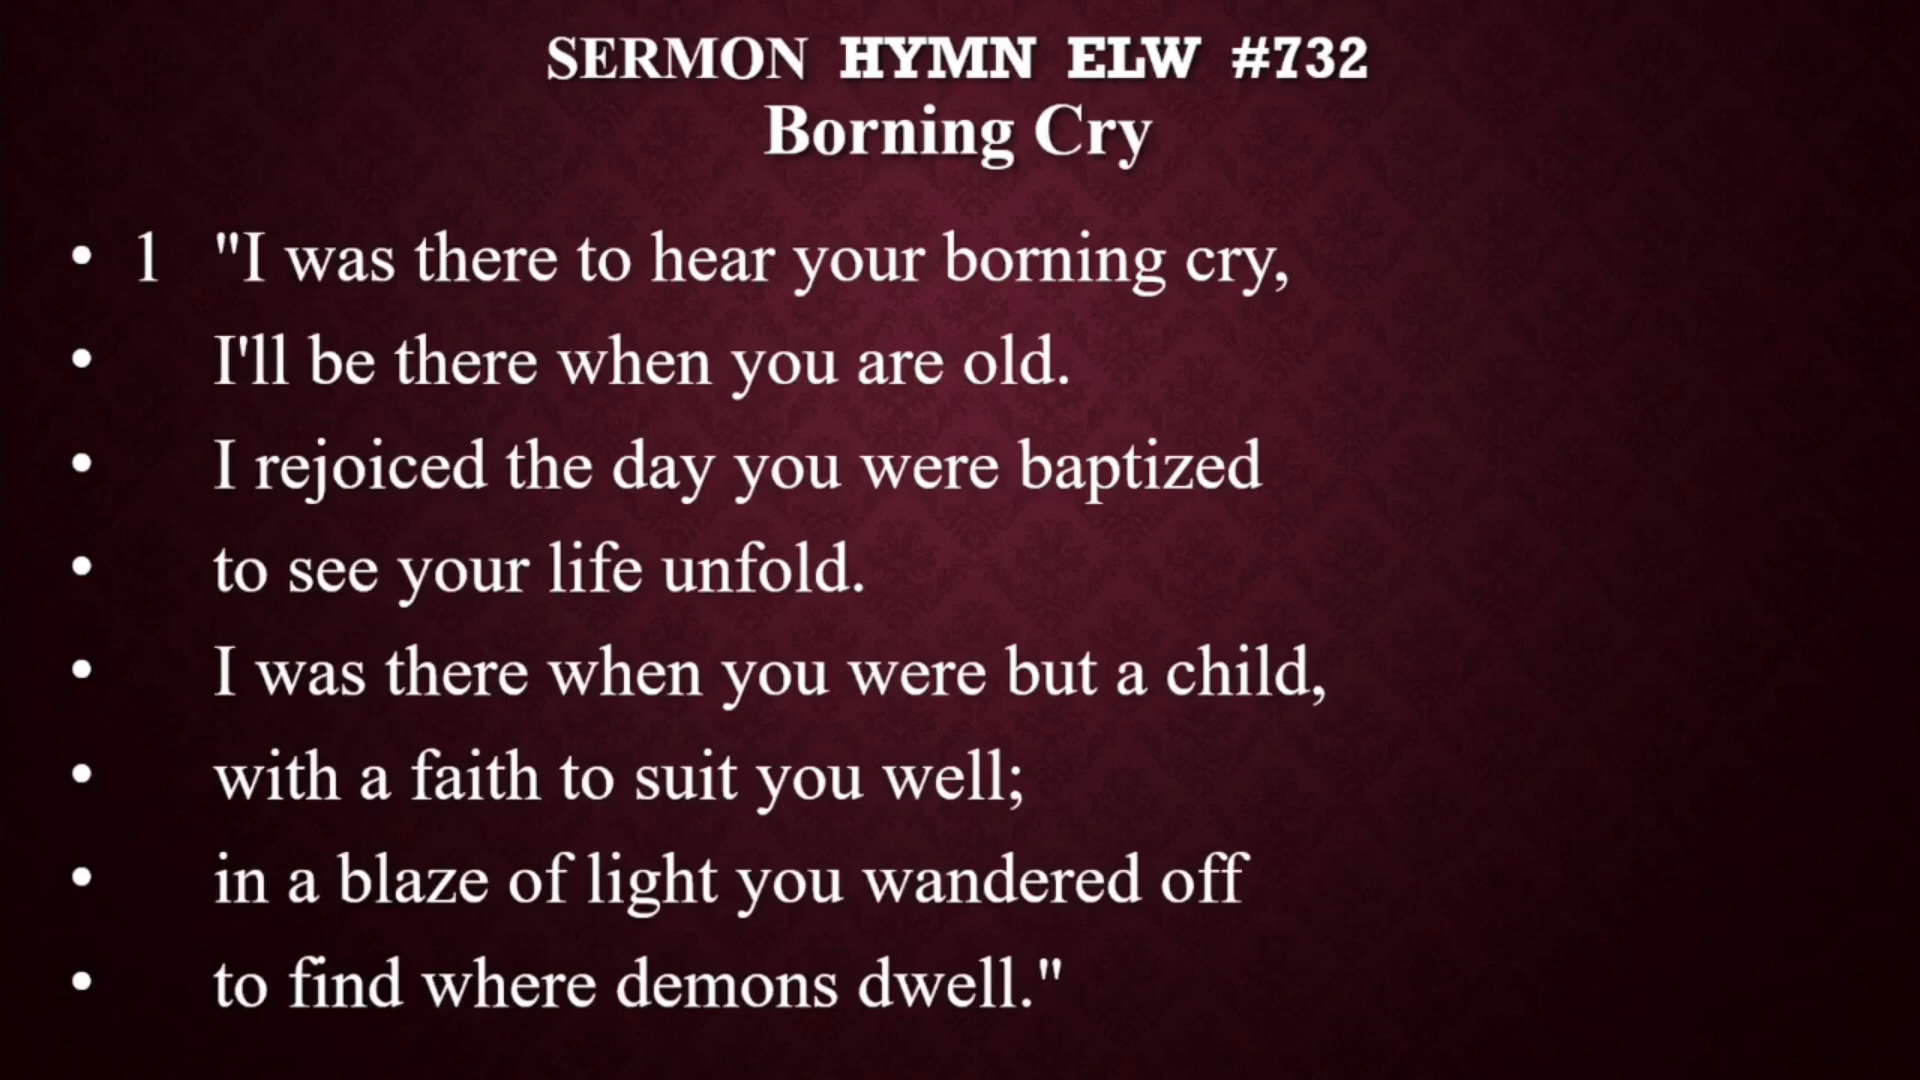 SERMON HYMN ELW #732
Borning Cry
• 1 "I was there to hear your borning cry,
• I'll be there when you are old.
• I rejoiced the day you were baptized
• to see your life unfold.
• I was there when you were but a child,
• with a faith to suit you well;
• in a blaze of light you wandered off
• to find where demons dwell."